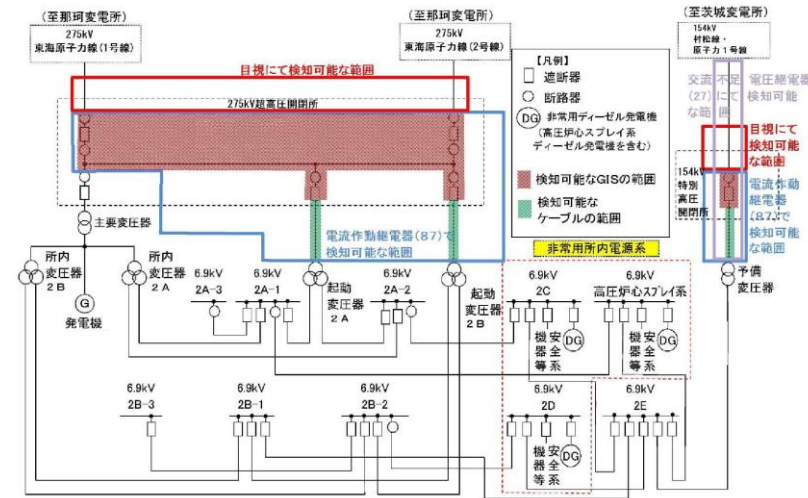 (至那珂変電所)
275kV
東海原子力線(1号線)
(至那珂変電所)
275kV
東海原子力線(2号線)
(至茨城変電所)
154kV
村松線・
原子力1号線
目視にて検知可能な範囲
275kV超高圧開閉所
【凡例】
遮断器
断路器
DG
非常用ディーゼル発電機
(高圧炉心スプレイ系
ディーゼル発電機を含む)
検知可能なGISの範囲
検知可能な
ケーブルの範囲
交流不足電圧継電器
(27)にて検知可能
な範囲
目視にて
検知可能
な範囲
154kV
特別
高圧
開閉所
電流作動
継電器
(87)で
検知可能
な範囲
主要変圧器
電流作動継電器(87)で
検知可能な範囲
非常用所内電源系
予備
変圧器
所内
変圧器
2B
G
発電機
所内
変圧器
2A
6.9kV
2A-3
6.9kV
2A-1
起動
変圧器
2A
6.9kV
2A-2
起動
変圧器
2B
6.9kV
2C
安全系
機器等
DG
6.9kV
高圧炉心スプレイ系
安全系
機器等
DG
6.9kV
2B-3
6.9kV
2B-1
6.9kV
2B-2
6.9kV
2D
安全系
機器等
DG
6.9kV
2E